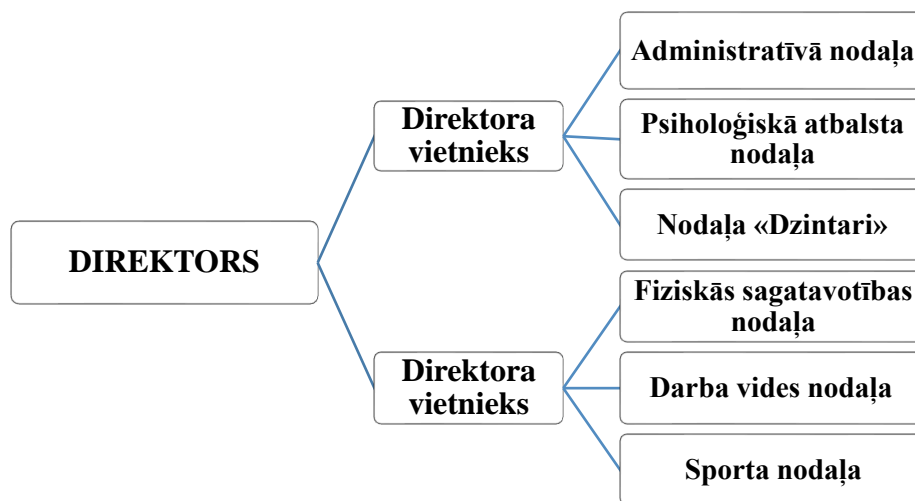 DIREKTORS
Direktora
vietnieks
Administratīvā nodaļa
Psiholoģiskā atbalsta
nodaļa
Nodaļa «Dzintari»
Direktora
vietnieks
Fiziskās sagatavotības
nodaļa
Darba vides nodaļa
Sporta nodaļa